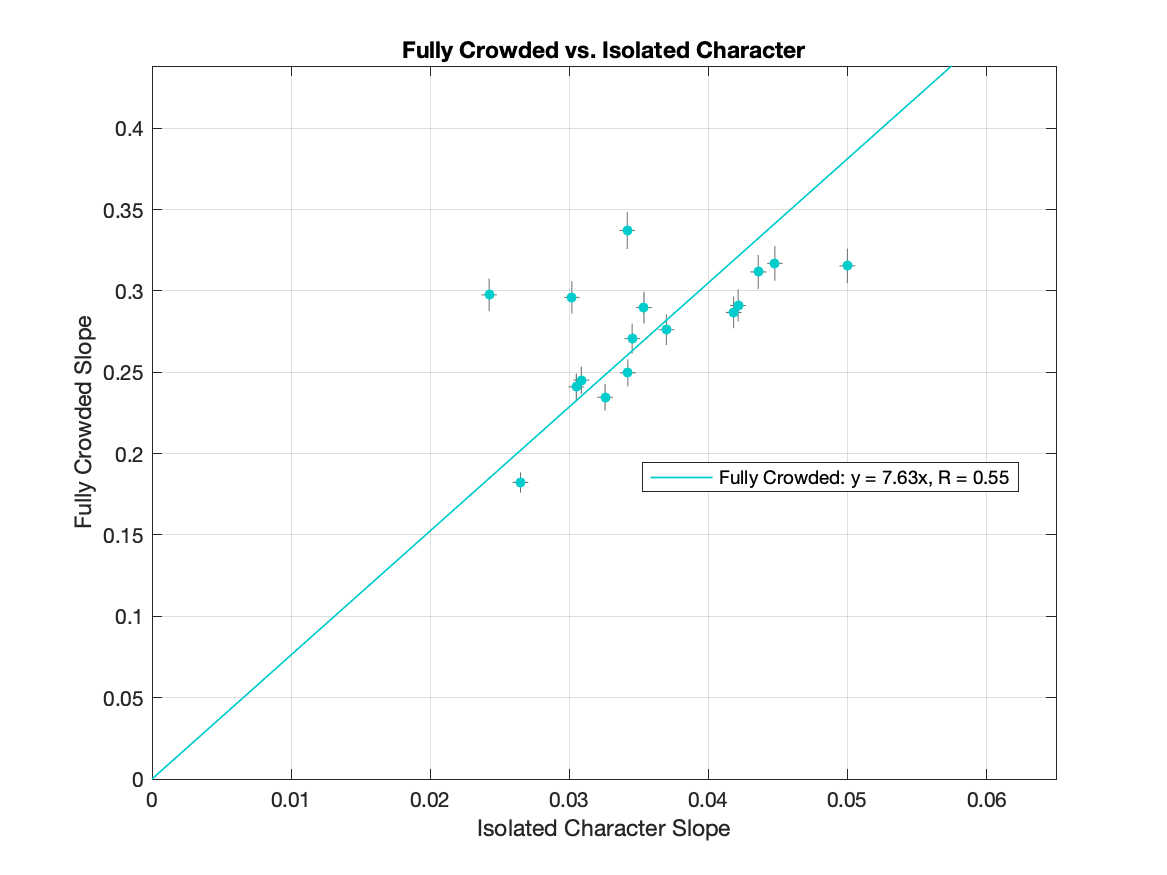 Fully Crowded vs. Isolated Character
0.4
0.35
0.3
0.25
0.2
0.15
0.1
0.05
0
Fully Crowded Slope
Fully Crowded: y = 7.63x, R = 0.55
0 0.01 0.02 0.03 0.04 0.05 0.06
Isolated Character Slope